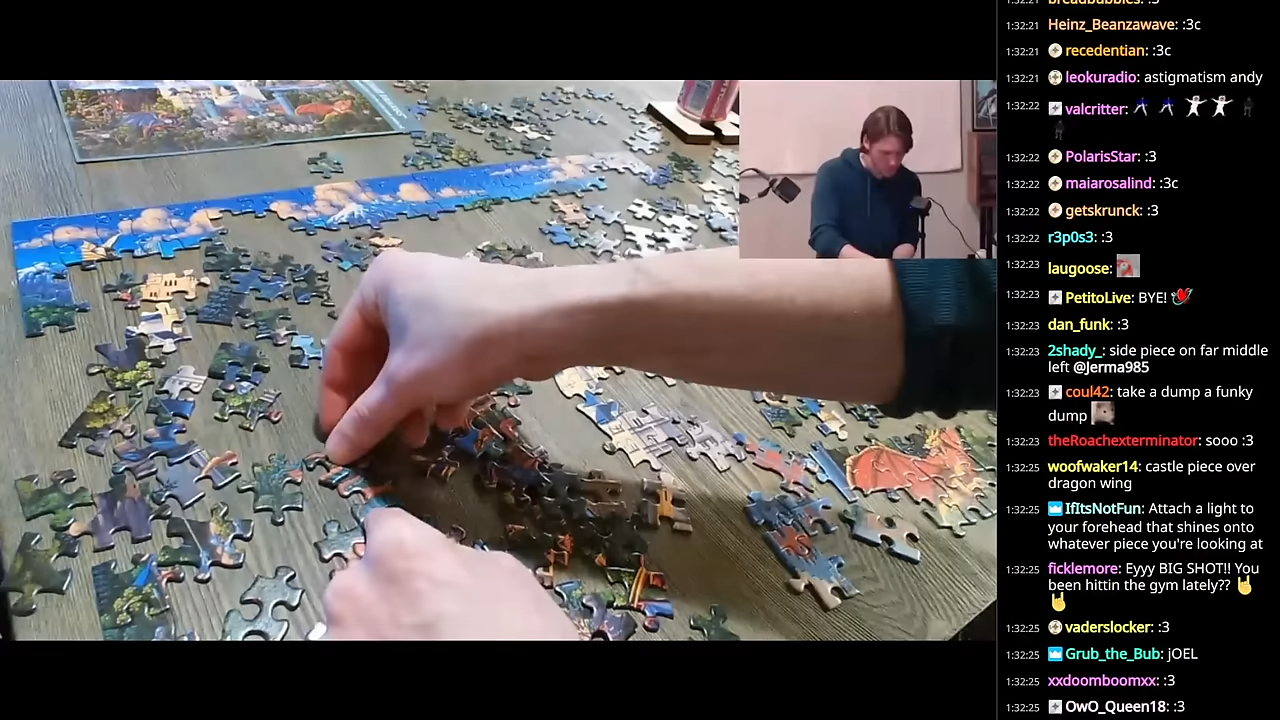 1:32:21 breadbubbles: :3
1:32:21 Heinz_Beanzawave: :3c
1:32:21 recedentian: :3c
1:32:21 leokuradio: astigmatism andy
1:32:22 valcritter:
1:32:22 PolarisStar: :3
1:32:22 maiarosalind: :3c
1:32:22 getskrunck: :3
1:32:22 r3p0s3: :3
1:32:23 laugoose:
1:32:23 PetitoLive: BYE!
1:32:23 dan_funk: :3
1:32:23 2shady_: side piece on far middle
left @Jerma985
1:32:23 coul42: take a dump a funky
dump
1:32:23 theRoachexterminator: sooo :3
1:32:25 woofwaker14: castle piece over
dragon wing
1:32:25 IfItsNotFun: Attach a light to
your forehead that shines onto
whatever piece you're looking at
1:32:25 ficklemore: Eyyy BIG SHOT!! You
been hittin the gym lately??
1:32:25 vaderslocker: :3
1:32:25 Grub_the_Bub: jOEL
1:32:25 xxdoomboomxx: :3
1:32:25 OwO_Queen18: :3